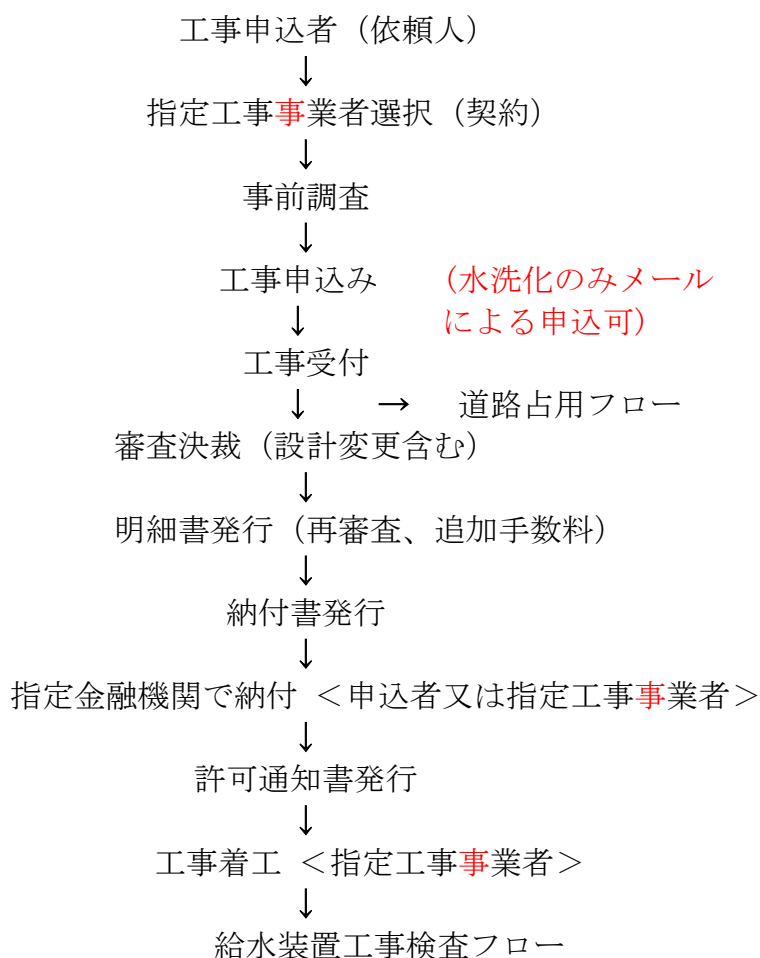 工事申込者（依頼人）
↓
指定工事事業者選択（契約）
↓
事前調査
↓
工事申込み （水洗化のみメール
↓ による申込可）
工事受付
↓ → 道路占用フロー
審査決裁（設計変更含む）
↓
明細書発行（再審査、追加手数料）
↓
納付書発行
↓
指定金融機関で納付 ＜申込者又は指定工事事業者＞
↓
許可通知書発行
↓
工事着工 ＜指定工事事業者＞
↓
給水装置工事検査フロー